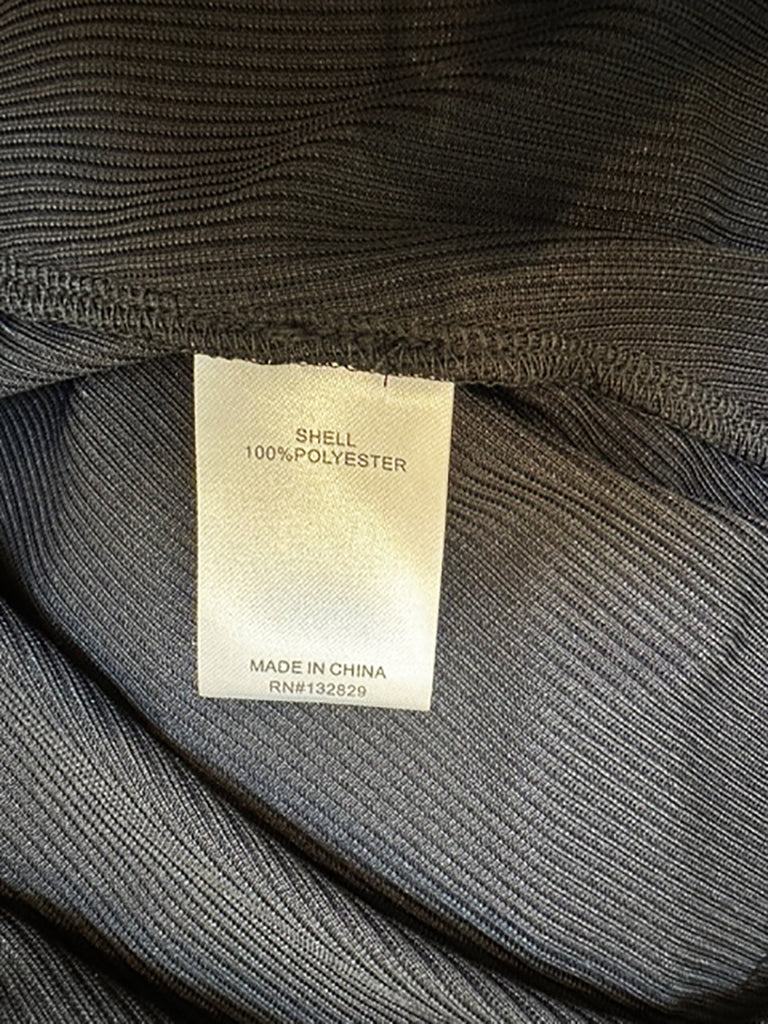 SHELL
100%POLYESTER
MADE IN CHINA
RN#132829